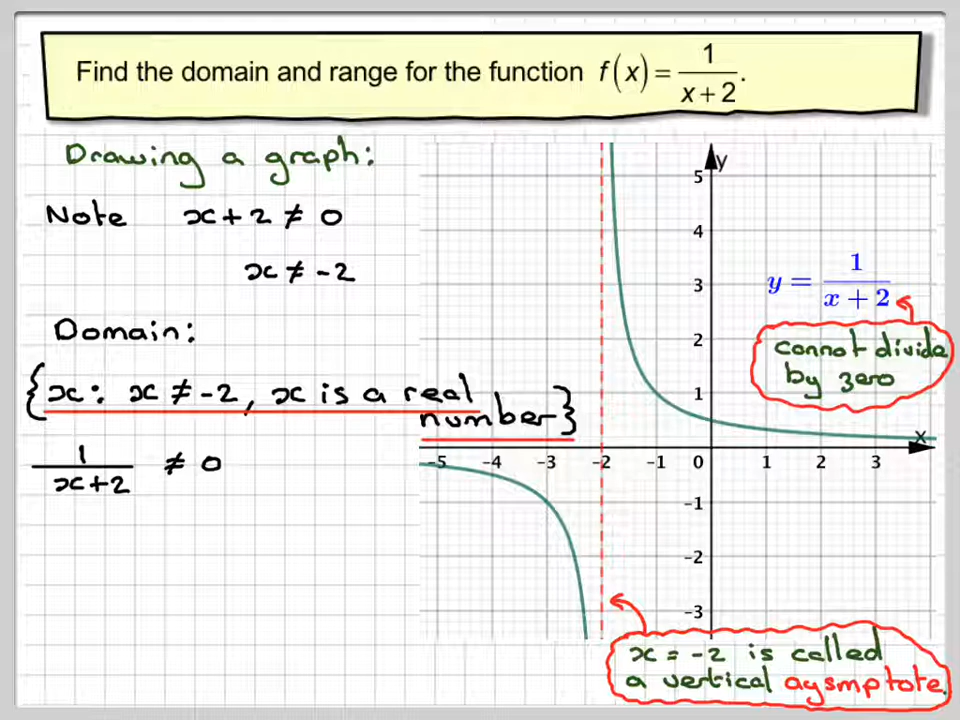 Find the domain and range for the function f(x) = 1/(x+2).
Drawing a graph:
Note x+2 ≠ 0
x ≠ -2
Domain:
{x: x ≠ -2, x is a real
number}
1/(x+2) ≠ 0
y
5
4
3
2
1
x
-5 -4 -3 -2 -1 0 1 2 3
-1
-2
-3
y = 1/(x + 2)
cannot divide
by zero
x = -2 is called
a vertical aysmptote.